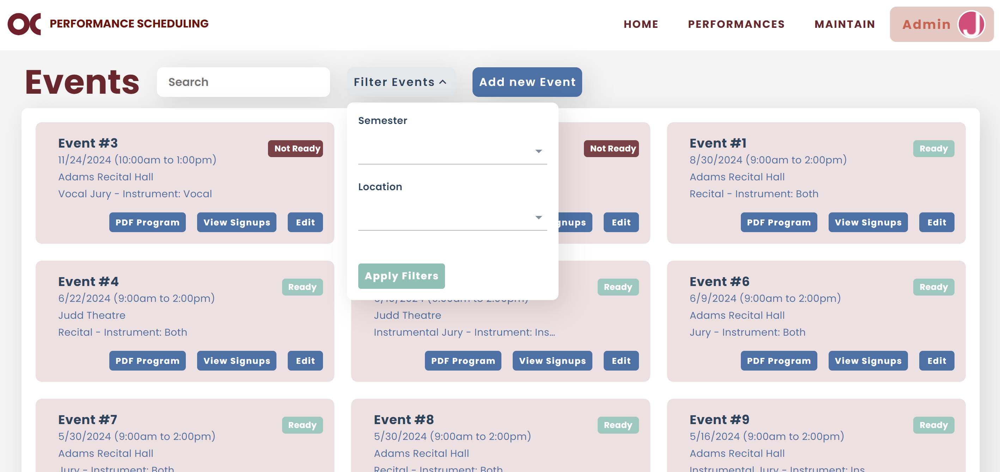 OC PERFORMANCE SCHEDULING
HOME PERFORMANCES MAINTAIN Admin J
Events Search Filter Events Add new Event
Semester
Location
Apply Filters
Event #3 Not Ready
11/24/2024 (10:00am to 1:00pm)
Adams Recital Hall
Vocal Jury - Instrument: Vocal
PDF Program View Signups Edit
Not Ready
Edit
Event #1 Ready
8/30/2024 (9:00am to 2:00pm)
Adams Recital Hall
Recital - Instrument: Both
PDF Program View Signups Edit
Event #4 Ready
6/22/2024 (9:00am to 2:00pm)
Judd Theatre
Recital - Instrument: Both
PDF Program View Signups Edit
Ready
Judd Theatre
Instrumental Jury - Instrument: Ins...
PDF Program View Signups Edit
Event #6 Ready
6/9/2024 (9:00am to 2:00pm)
Adams Recital Hall
Jury - Instrument: Both
PDF Program View Signups Edit
Event #7 Ready
5/30/2024 (9:00am to 2:00pm)
Adams Recital Hall
Jury - Instrument: Both
Event #8 Ready
5/30/2024 (9:00am to 2:00pm)
Adams Recital Hall
Recital - Instrument: Both
Event #9 Ready
5/16/2024 (9:00am to 2:00pm)
Adams Recital Hall
Instrumental Jury - Instrument: Ins